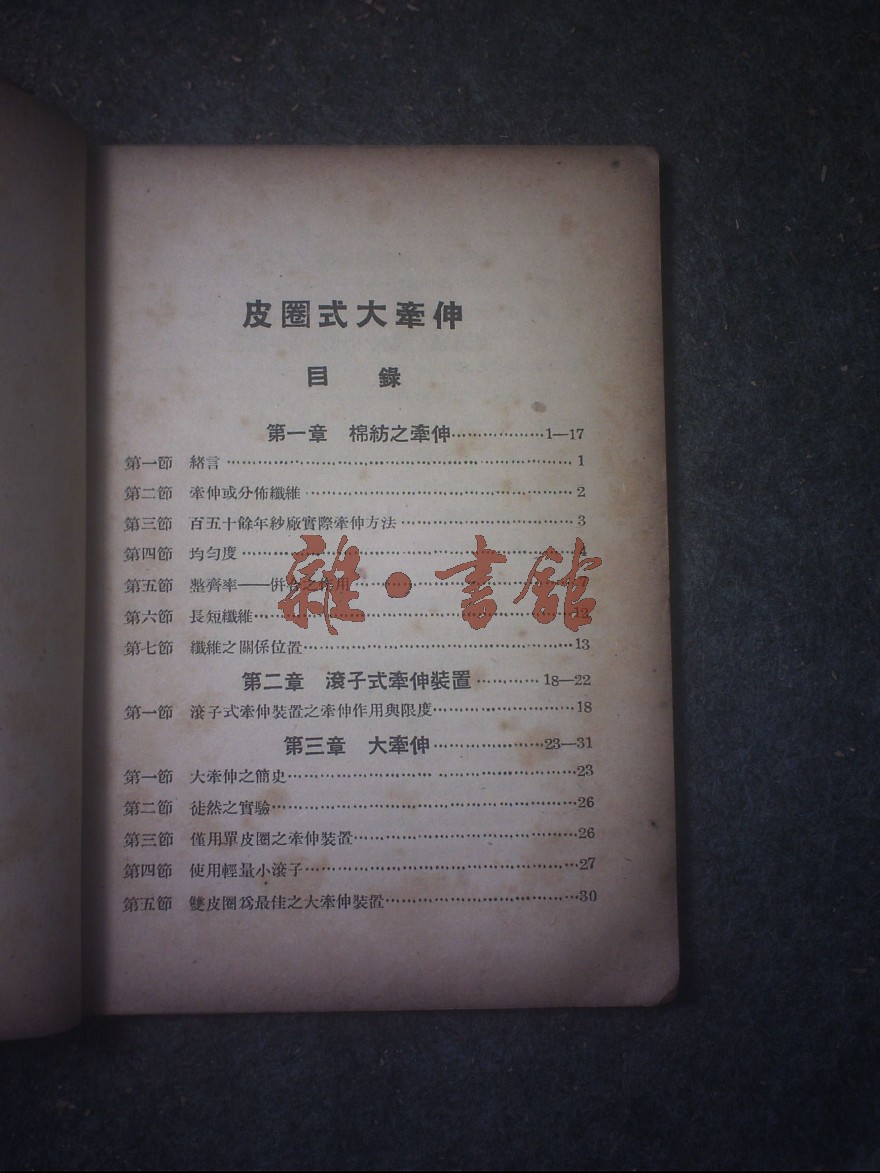 皮圈式大牽伸
目錄
第一章 棉紡之牽伸………………1—17
第一節 緒言………………1
第二節 牽伸或分佈纖維………………2
第三節 百五十餘年紗廠實際牽伸方法………………3
第四節 均勻度………………4
第五節 整齊率——併合之作用………………7
第六節 長短纖維………………12
第七節 纖維之關係位置………………13
第二章 滾子式牽伸裝置…………18—22
第一節 滾子式牽伸裝置之牽伸作用與限度………………18
第三章 大牽伸………………23—31
第一節 大牽伸之簡史………………23
第二節 徒然之實驗………………26
第三節 僅用單皮圈之牽伸裝置………………26
第四節 使用輕量小滾子………………27
第五節 雙皮圈爲最佳之大牽伸裝置………………30
雜·書館